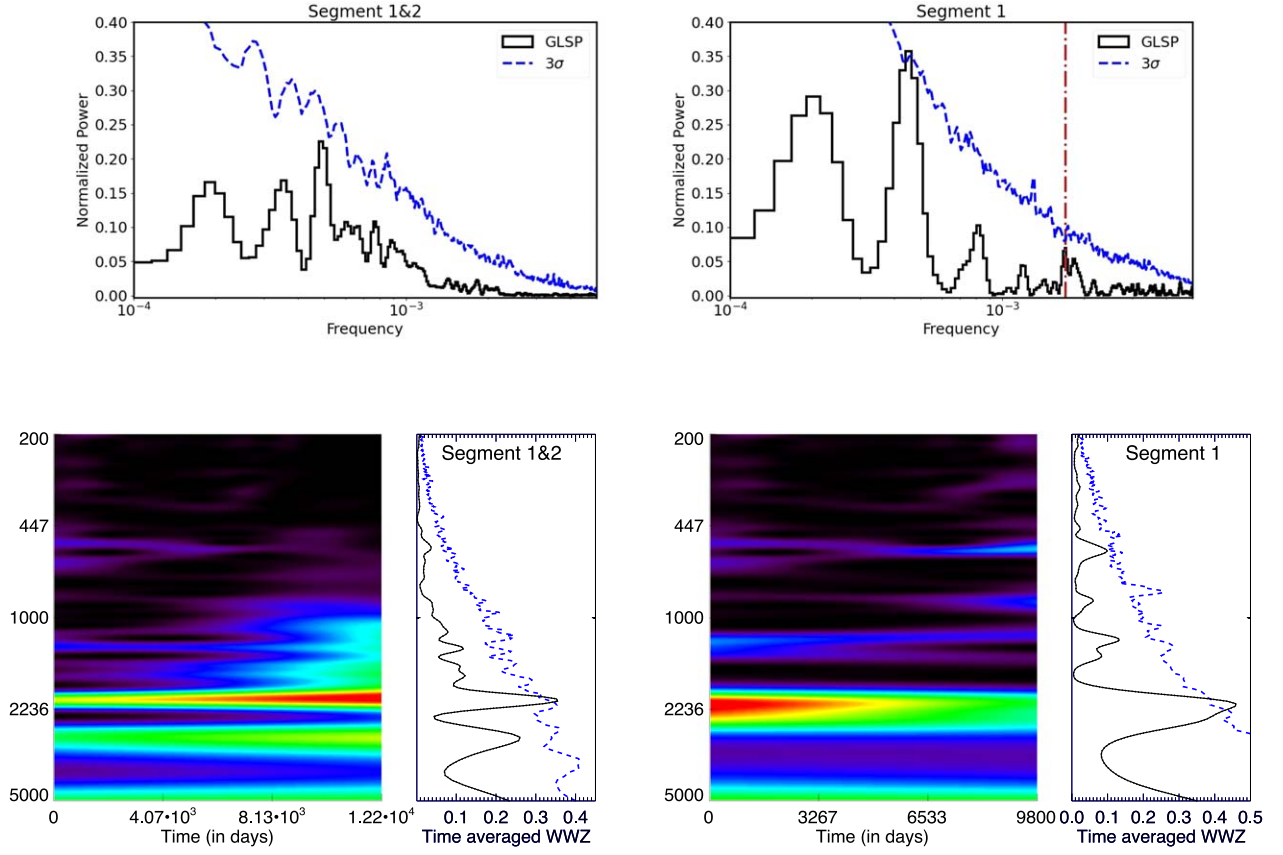 Segment 1&2
GLSP
3σ
0.40
0.35
0.30
0.25
0.20
0.15
0.10
0.05
0.00
Normalized Power
10⁻⁴
10⁻³
Frequency
Segment 1
GLSP
3σ
0.40
0.35
0.30
0.25
0.20
0.15
0.10
0.05
0.00
Normalized Power
10⁻⁴
10⁻³
Frequency
200
447
1000
2236
5000
0 4.07•10³ 8.13•10³ 1.22•10⁴
Time (in days)
Segment 1&2
0.1 0.2 0.3 0.4
Time averaged WWZ
200
447
1000
2236
5000
0 3267 6533 9800
Time (in days)
Segment 1
0.0 0.1 0.2 0.3 0.4 0.5
Time averaged WWZ